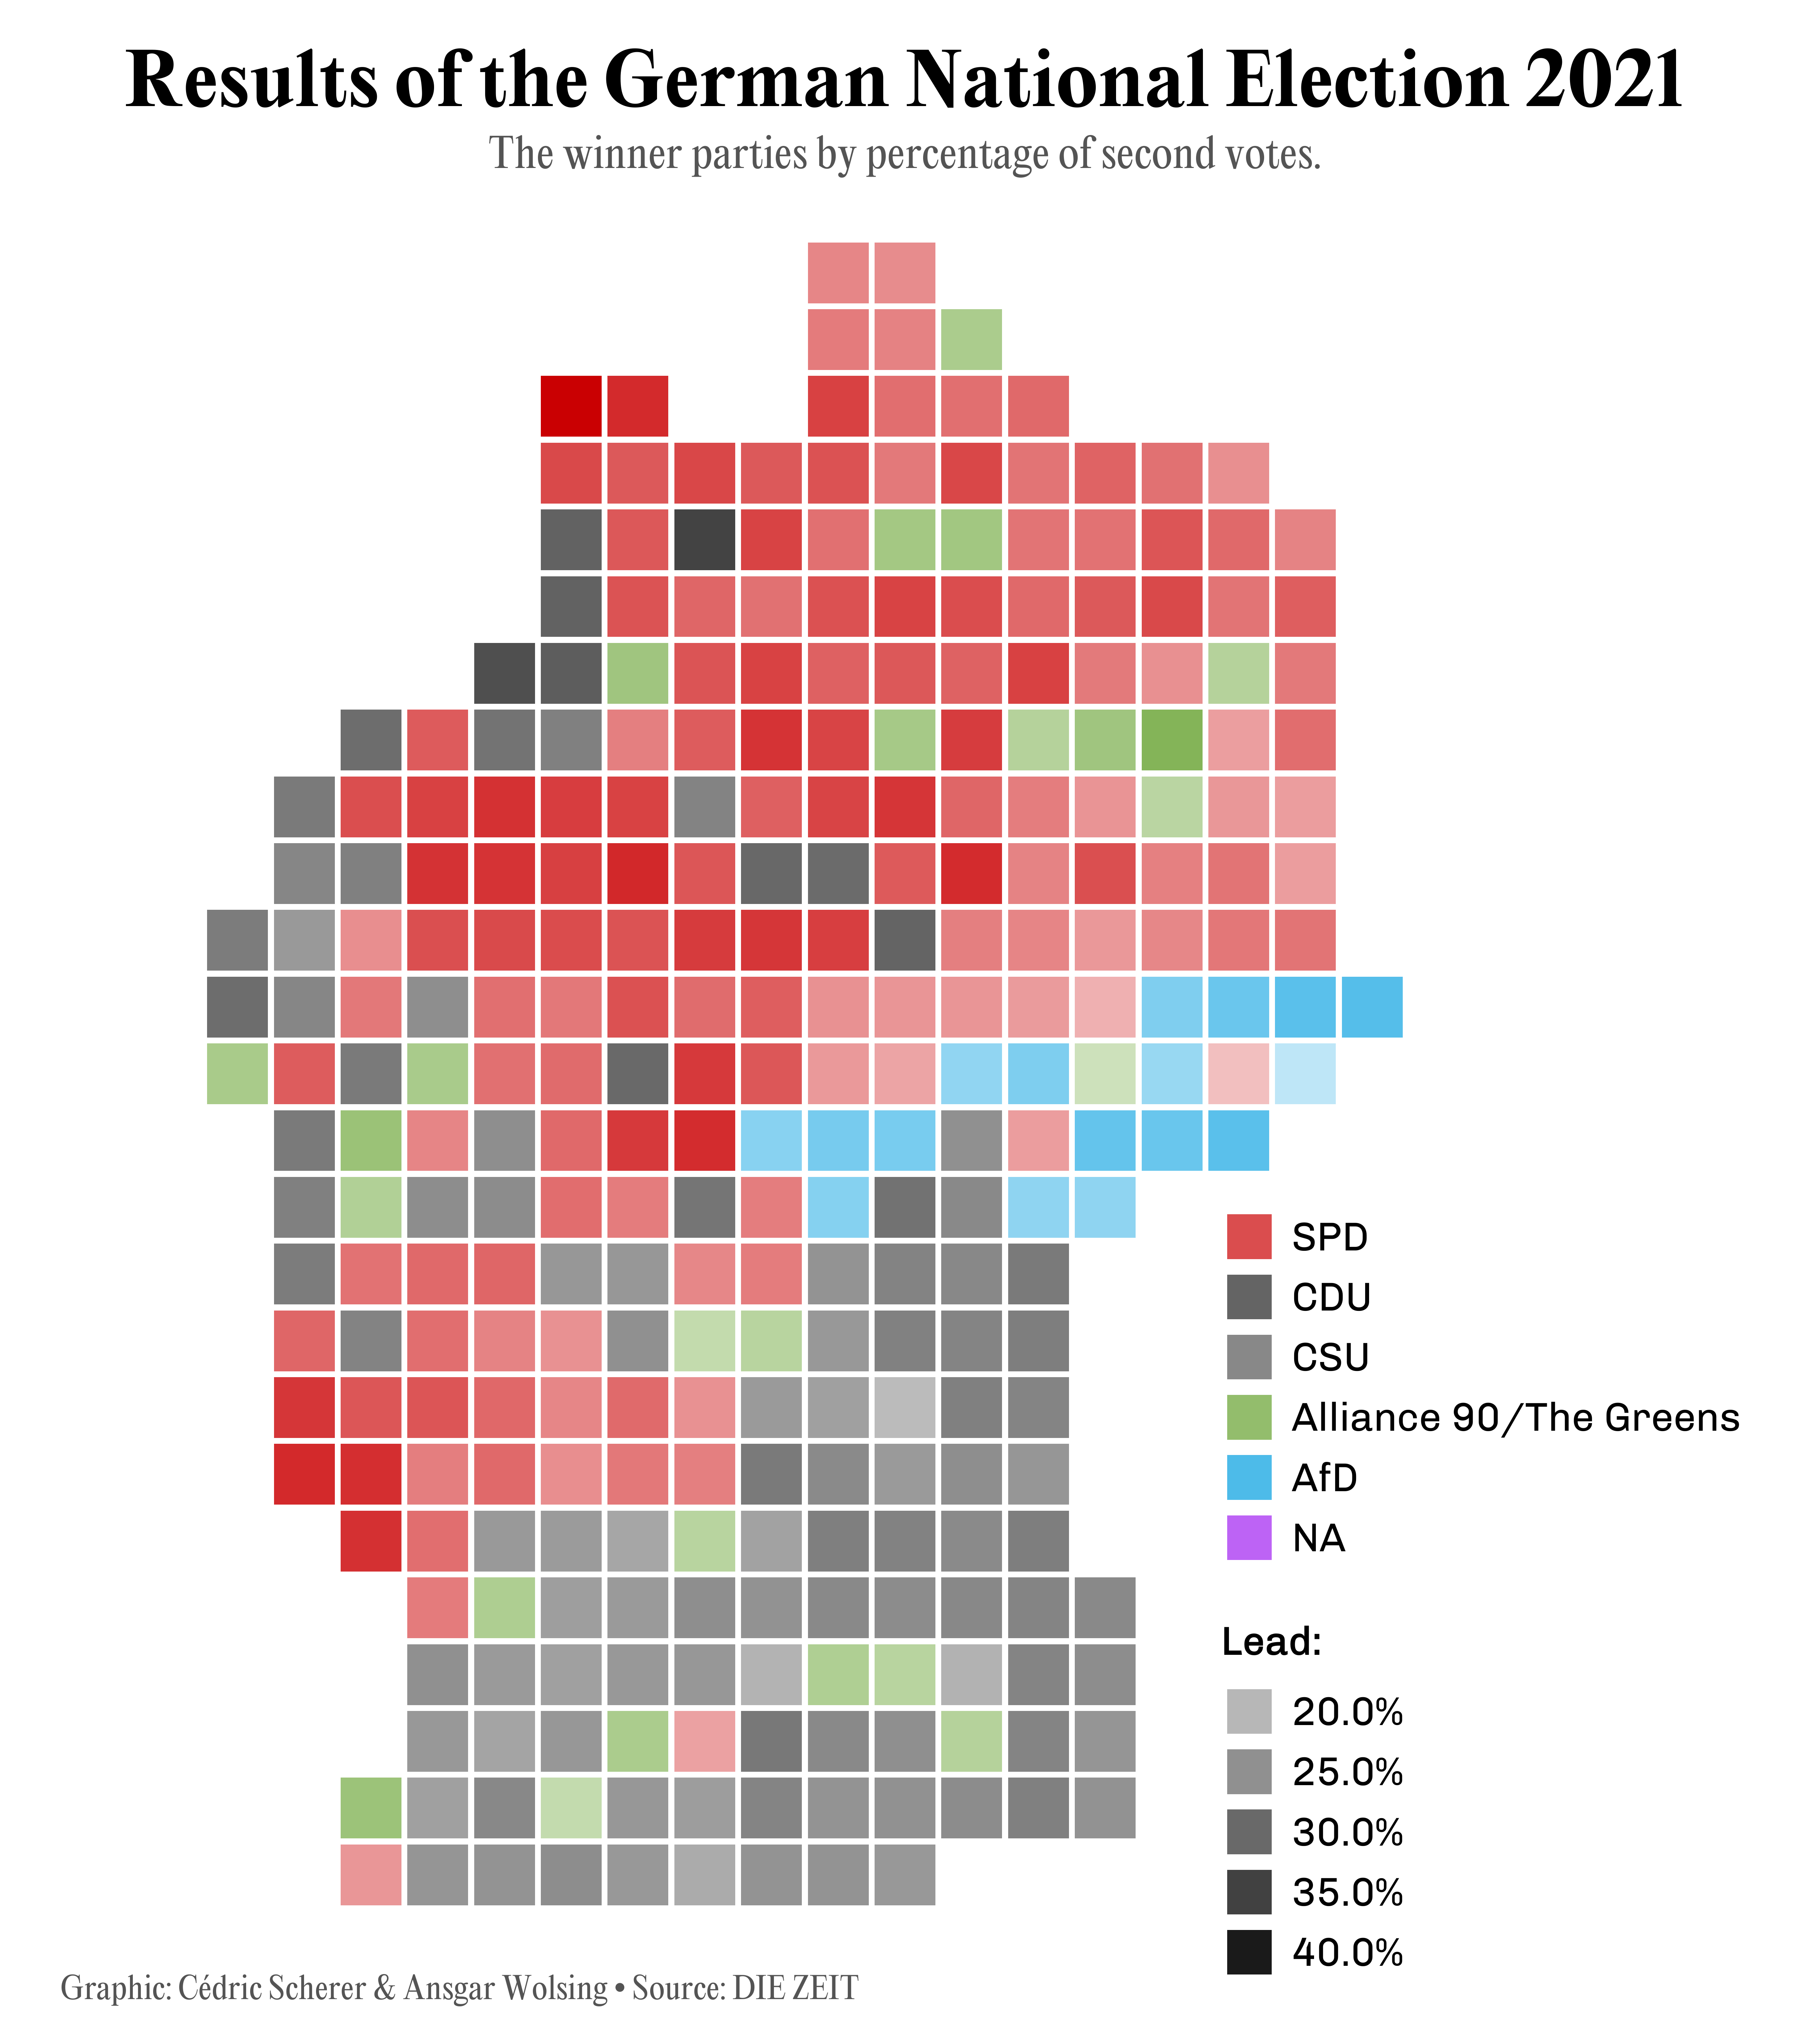 Results of the German National Election 2021
The winner parties by percentage of second votes.
SPD
CDU
CSU
Alliance 90/The Greens
AfD
NA
Lead:
20.0%
25.0%
30.0%
35.0%
40.0%
Graphic: Cédric Scherer & Ansgar Wolsing • Source: DIE ZEIT